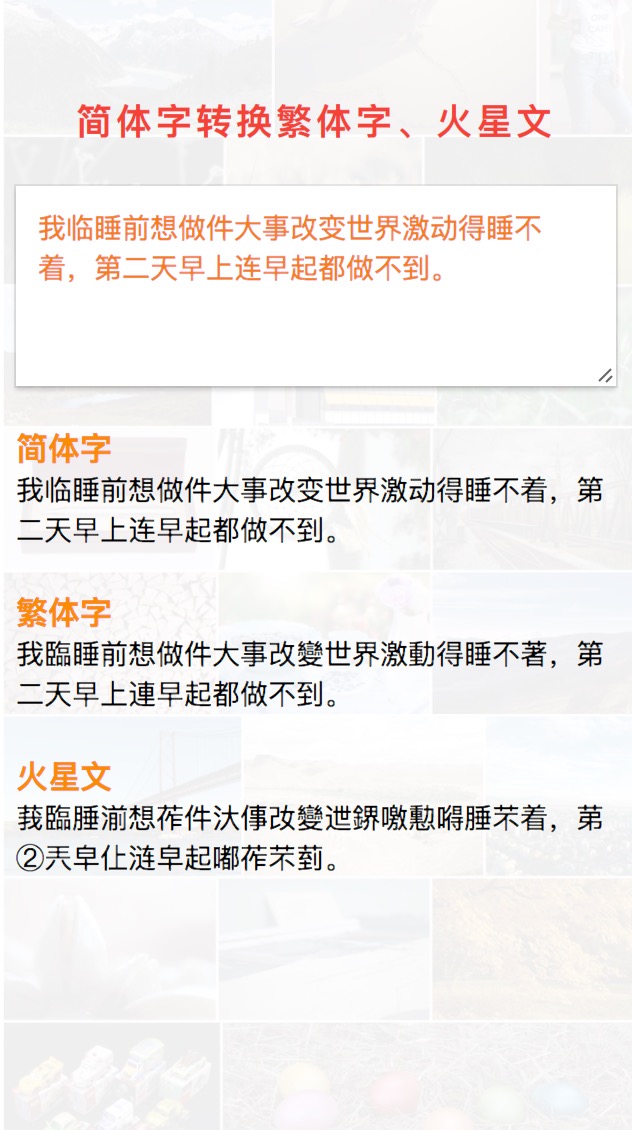 简体字转换繁体字、火星文
我临睡前想做件大事改变世界激动得睡不
着，第二天早上连早起都做不到。
简体字
我临睡前想做件大事改变世界激动得睡不着，第
二天早上连早起都做不到。
繁体字
我臨睡前想做件大事改變世界激動得睡不著，第
二天早上連早起都做不到。
火星文
莪臨腄湔想莋件汏倳改變迣鎅噭勳嘚腄芣着，苐
②兲皁仩涟皁起嘟莋芣菿。